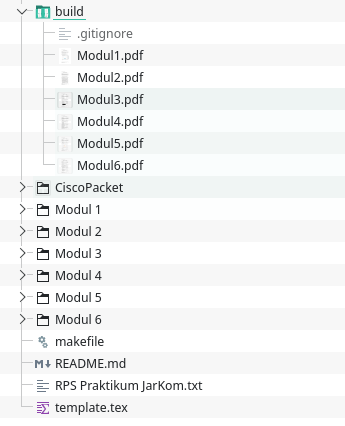 build
.gitignore
Modul1.pdf
Modul2.pdf
Modul3.pdf
Modul4.pdf
Modul5.pdf
Modul6.pdf
CiscoPacket
Modul 1
Modul 2
Modul 3
Modul 4
Modul 5
Modul 6
makefile
README.md
RPS Praktikum JarKom.txt
template.tex